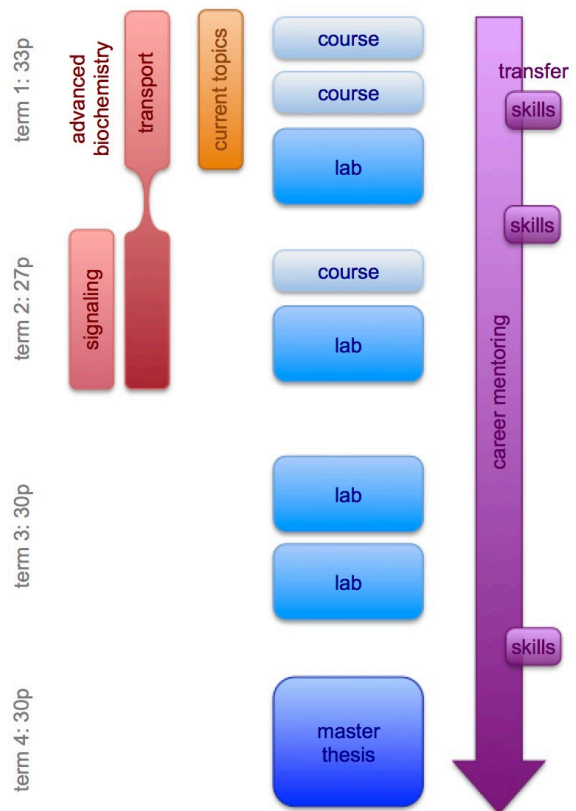 term 1: 33p
advanced
biochemistry
transport
current topics
course
course
lab
transfer
skills
skills
term 2: 27p
signaling
course
lab
career mentoring
term 3: 30p
lab
lab
skills
term 4: 30p
master
thesis